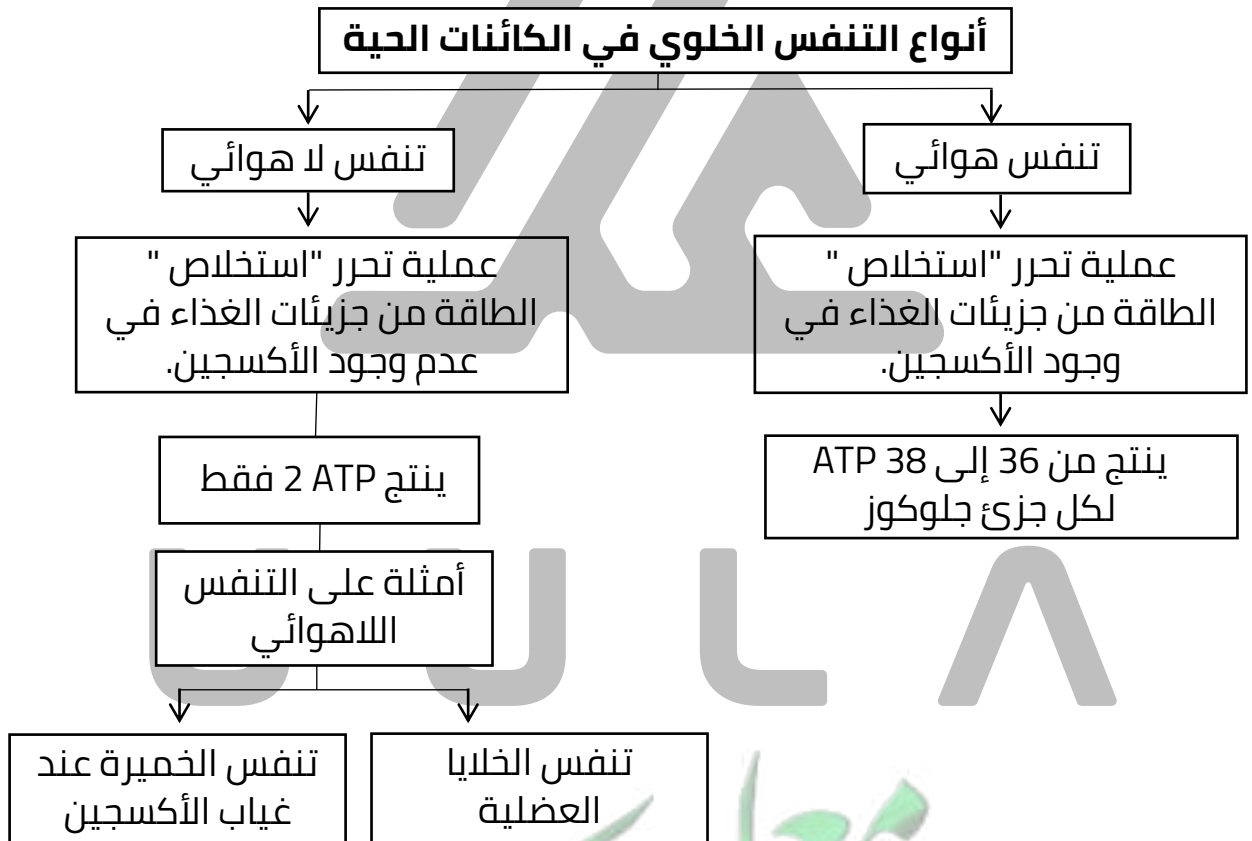 أنواع التنفس الخلوي في الكائنات الحية
تنفس هوائي
تنفس لا هوائي
عملية تحرر "استخلاص "
الطاقة من جزيئات الغذاء في
وجود الأكسجين.
عملية تحرر "استخلاص "
الطاقة من جزيئات الغذاء في
عدم وجود الأكسجين.
ينتج من 36 إلى 38 ATP
لكل جزئ جلوكوز
ينتج 2 ATP فقط
أمثلة على التنفس
اللاهوائي
تنفس الخلايا
العضلية
تنفس الخميرة عند
غياب الأكسجين
U U L A